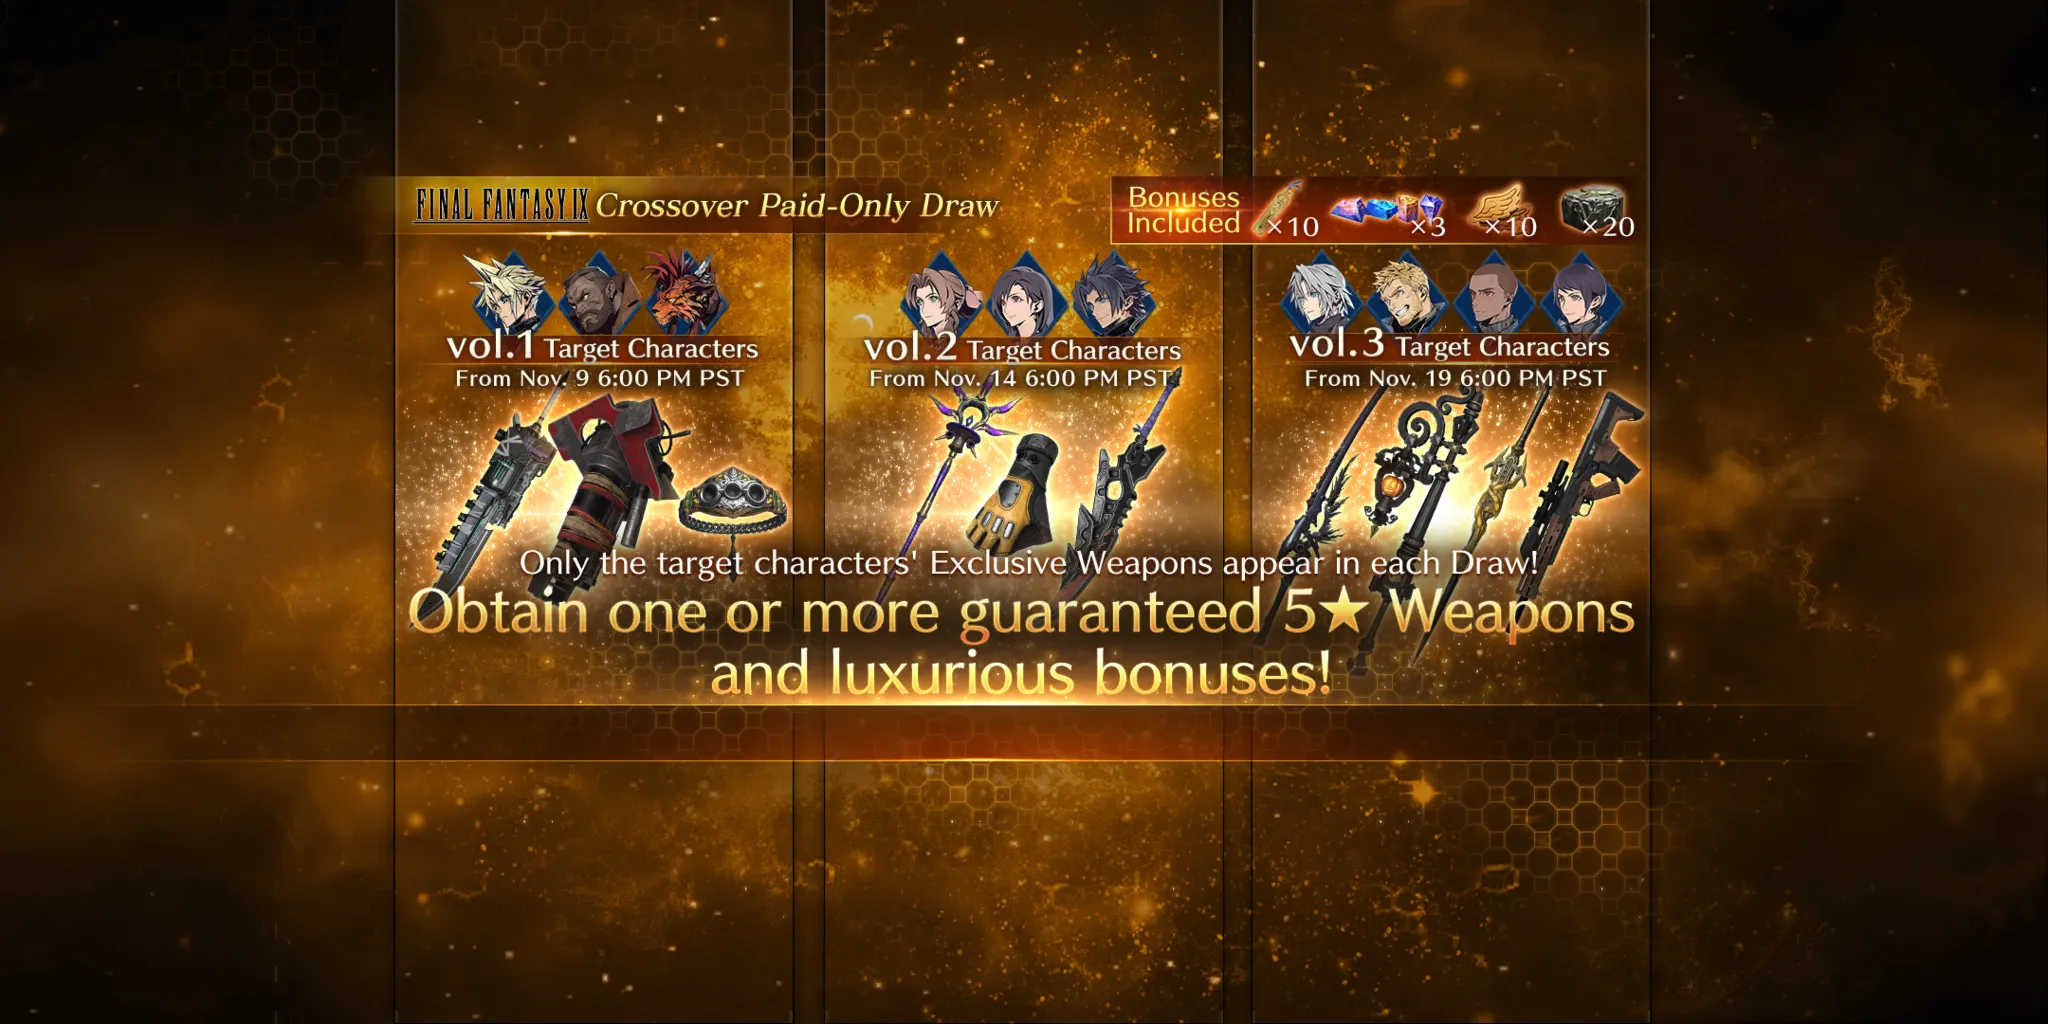 FINAL FANTASY IX Crossover Paid-Only Draw
Bonuses
Included
×10
×3
×10
×20
vol.1 Target Characters
From Nov. 9 6:00 PM PST
vol.2 Target Characters
From Nov. 14 6:00 PM PST
vol.3 Target Characters
From Nov. 19 6:00 PM PST
Only the target characters' Exclusive Weapons appear in each Draw!
Obtain one or more guaranteed 5★ Weapons
and luxurious bonuses!